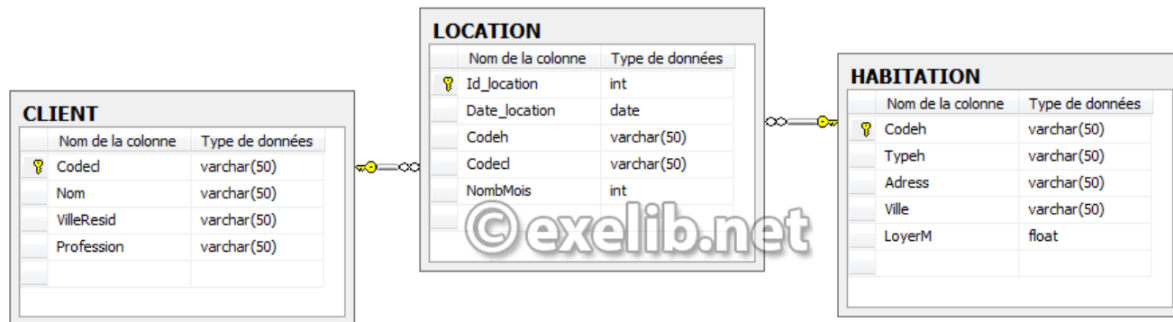 CLIENT
Nom de la colonne Type de données
Codecl varchar(50)
Nom varchar(50)
VilleResid varchar(50)
Profession varchar(50)
LOCATION
Nom de la colonne Type de données
Id_location int
Date_location date
Codeh varchar(50)
Codecl varchar(50)
NombMois int
© exelib.net
HABITATION
Nom de la colonne Type de données
Codeh varchar(50)
Typeh varchar(50)
Adress varchar(50)
Ville varchar(50)
LoyerM float